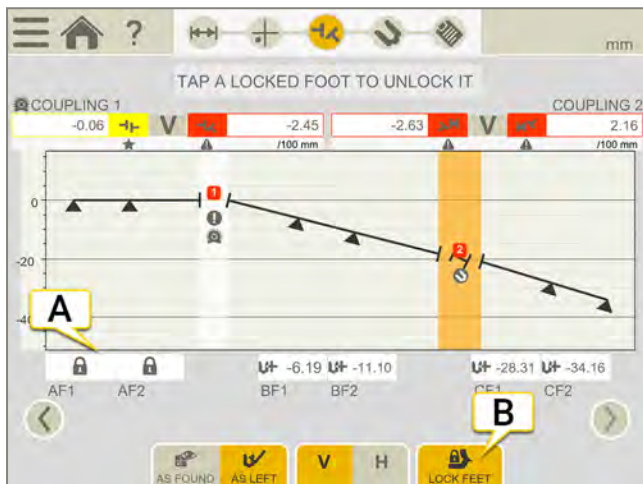 ?
mm
TAP A LOCKED FOOT TO UNLOCK IT
COUPLING 1 COUPLING 2
-0.06 V -2.45 -2.63 V 2.16
/100 mm /100 mm
0
1
2
-20
-40
A
-6.19 -11.10 -28.31 -34.16
AF1 AF2 BF1 BF2 CF1 CF2
B
AS FOUND AS LEFT V H LOCK FEET